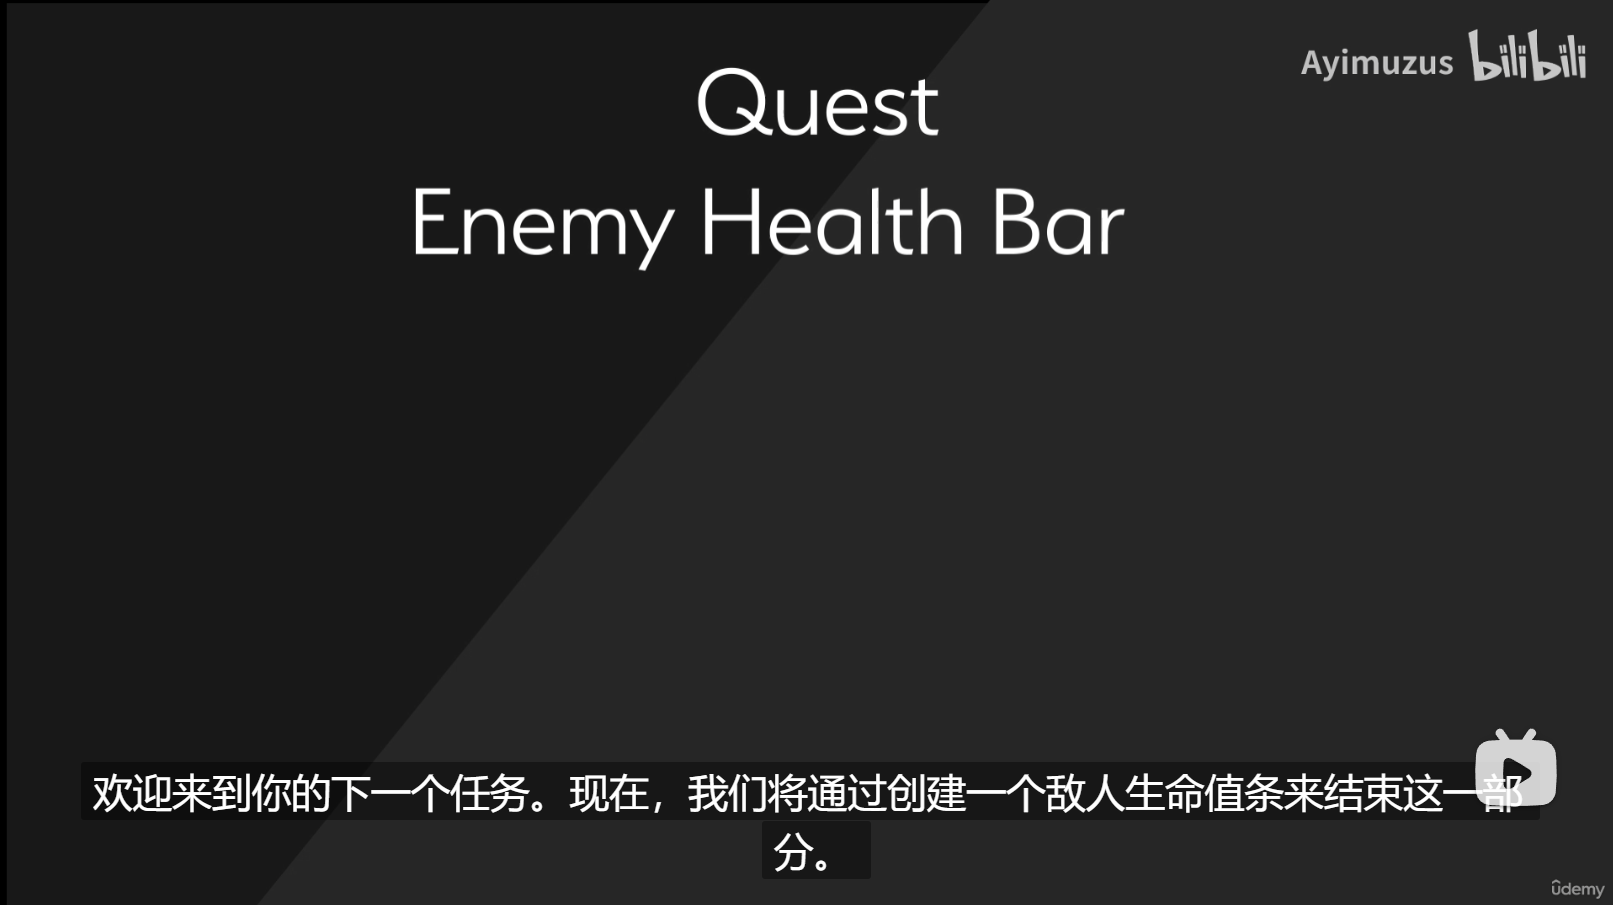 Ayimuzus bilibili
Quest
Enemy Health Bar
欢迎来到你的下一个任务。现在，我们将通过创建一个敌人生命值条来结束这一部
分。
ûdemy